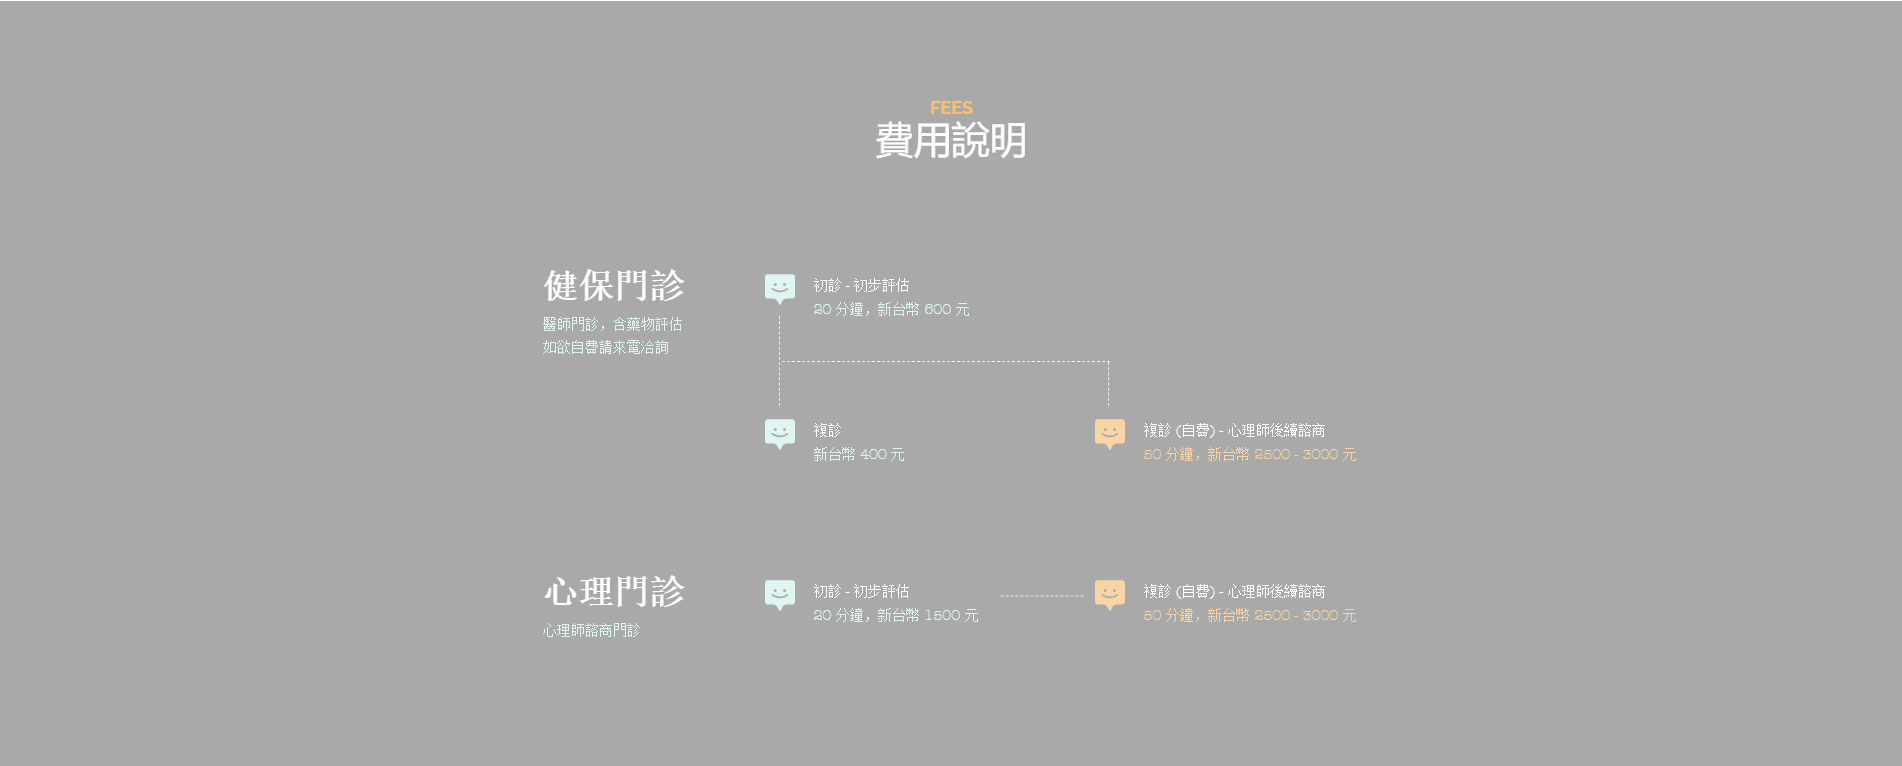 FEES
費用說明
健保門診
醫師門診，含藥物評估
如欲自費請來電洽詢
初診 - 初步評估
20 分鐘，新台幣 600 元
複診
新台幣 400 元
複診 (自費) - 心理師後續諮商
50 分鐘，新台幣 2500 - 3000 元
心理門診
心理師諮商門診
初診 - 初步評估
20 分鐘，新台幣 1500 元
複診 (自費) - 心理師後續諮商
50 分鐘，新台幣 2500 - 3000 元